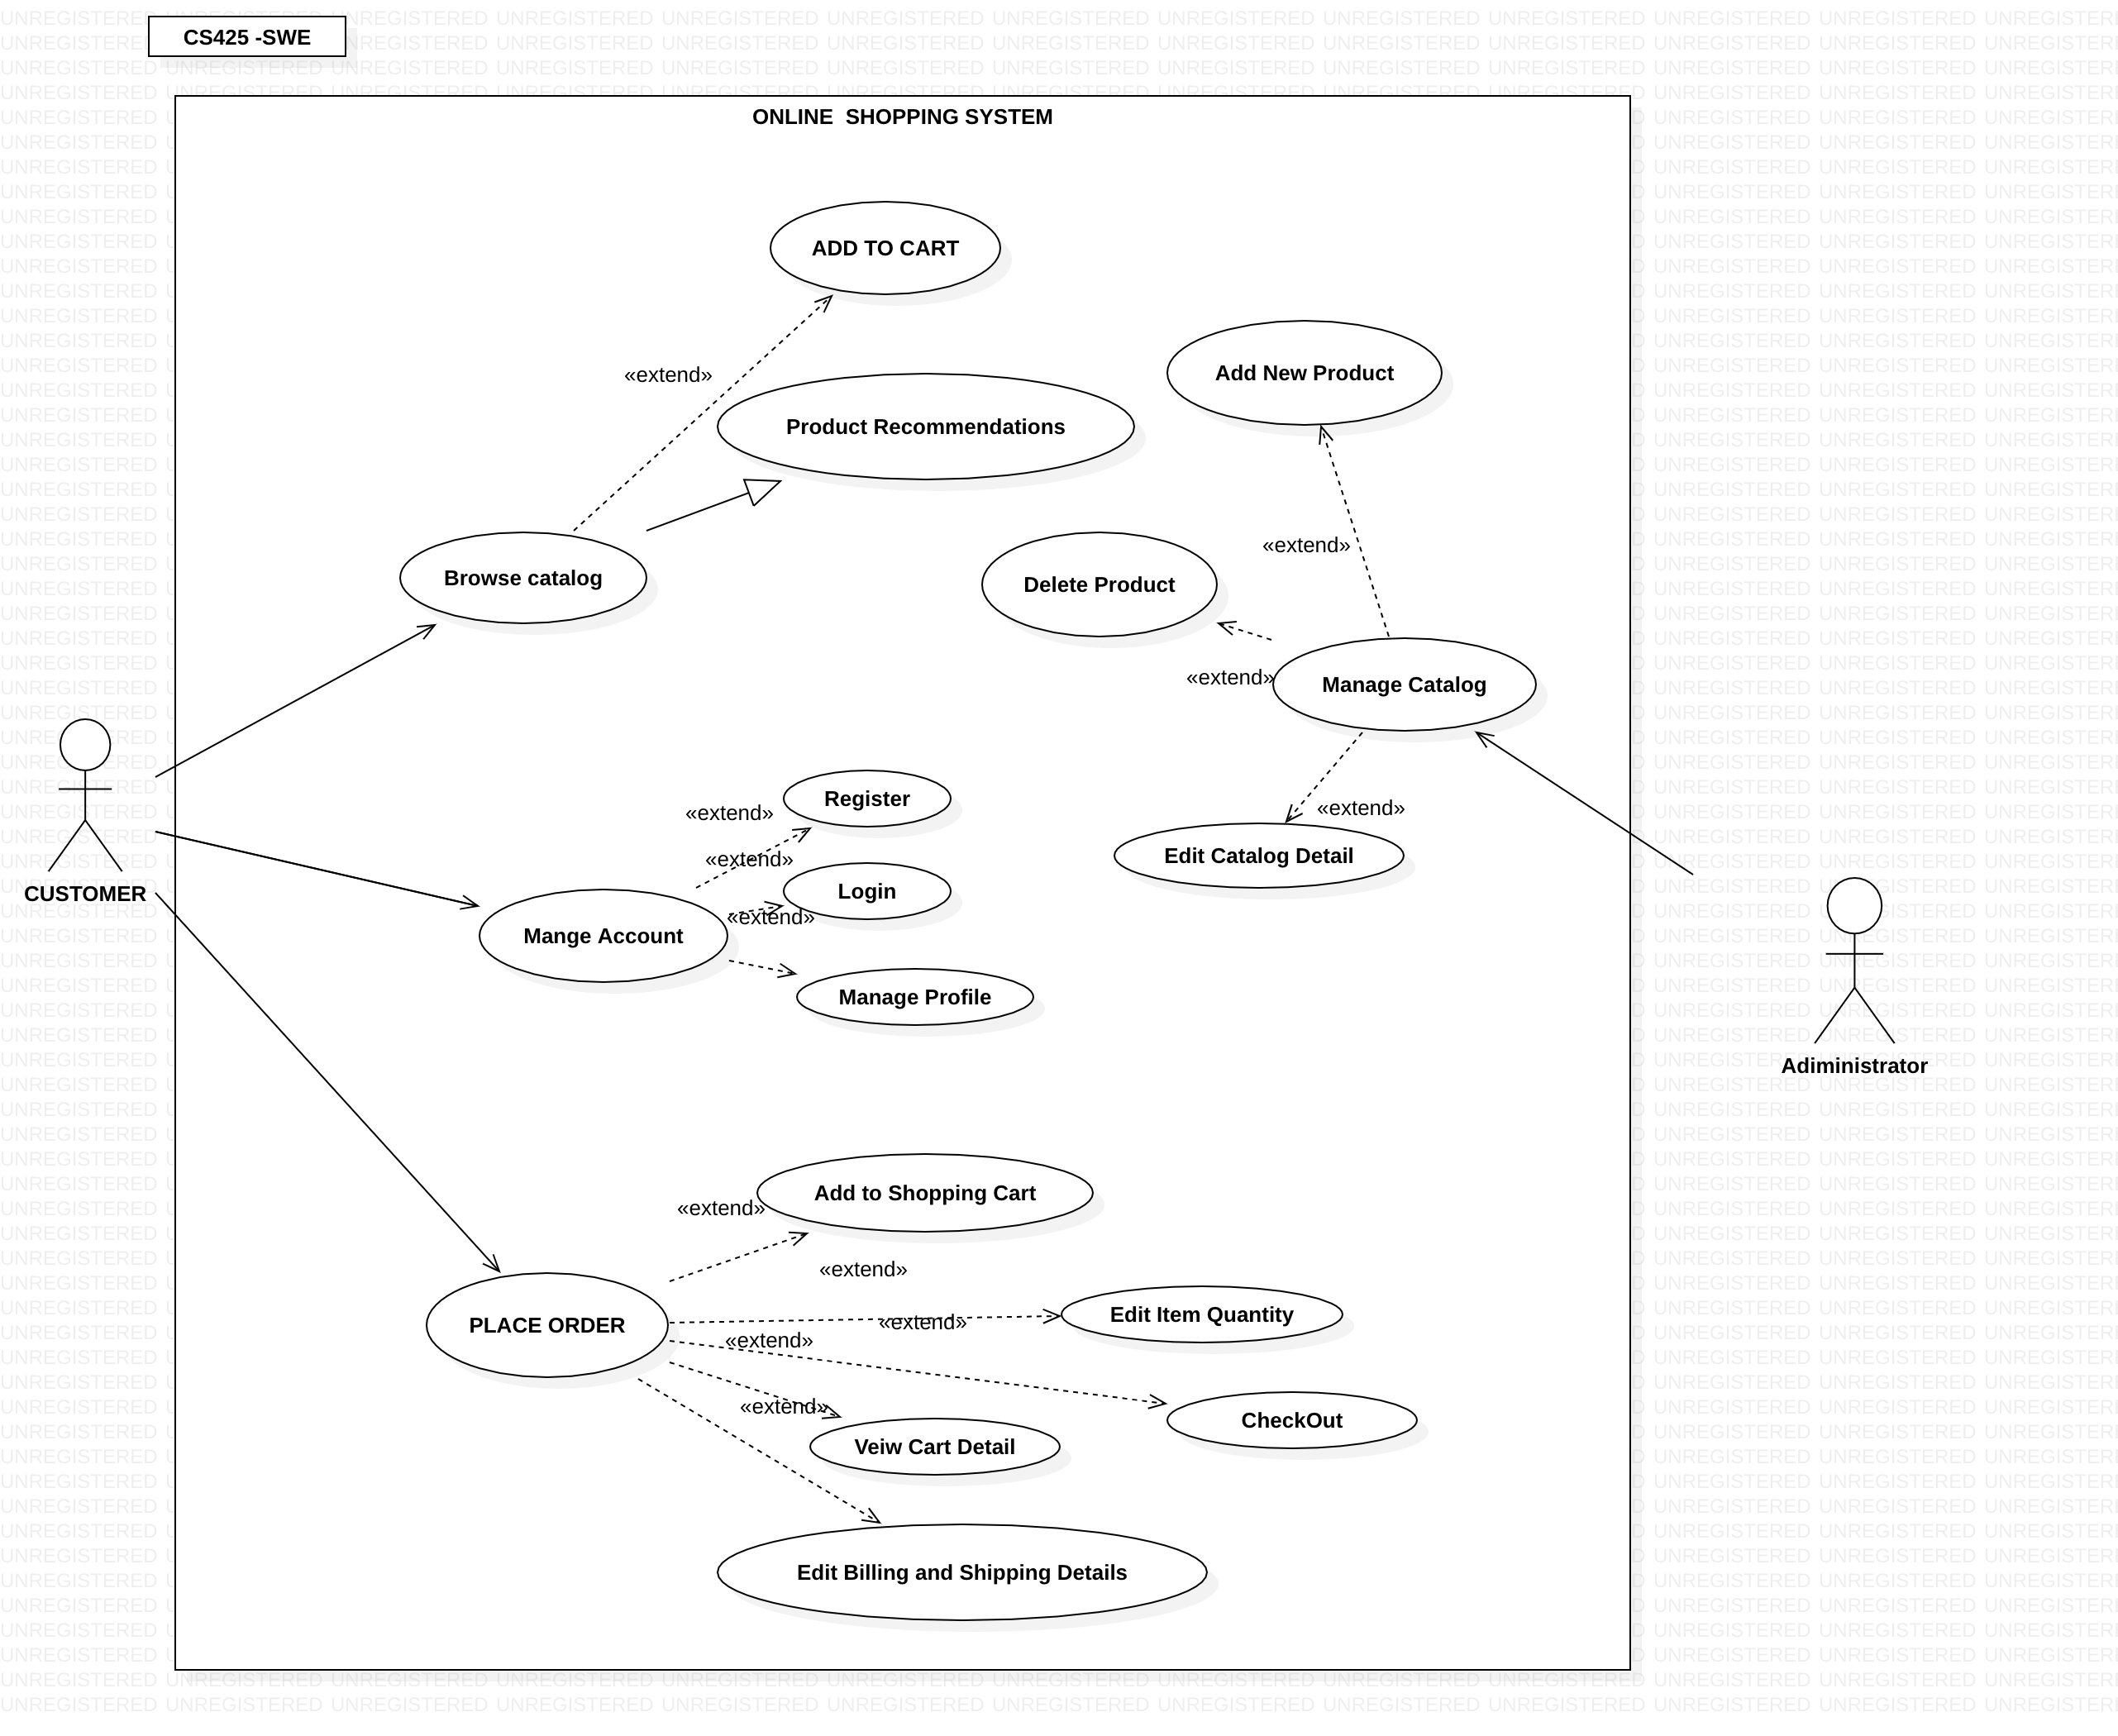 CS425 -SWE
ONLINE  SHOPPING SYSTEM
ADD TO CART
«extend»
Add New Product
Product Recommendations
«extend»
Browse catalog
Delete Product
«extend»
Manage Catalog
Register
«extend»
«extend»
Edit Catalog Detail
«extend»
Login
CUSTOMER
«extend»
Mange Account
Manage Profile
Adiministrator
Add to Shopping Cart
«extend»
«extend»
Edit Item Quantity
«extend»
PLACE ORDER
«extend»
«extend»
CheckOut
Veiw Cart Detail
Edit Billing and Shipping Details
UNREGISTERED